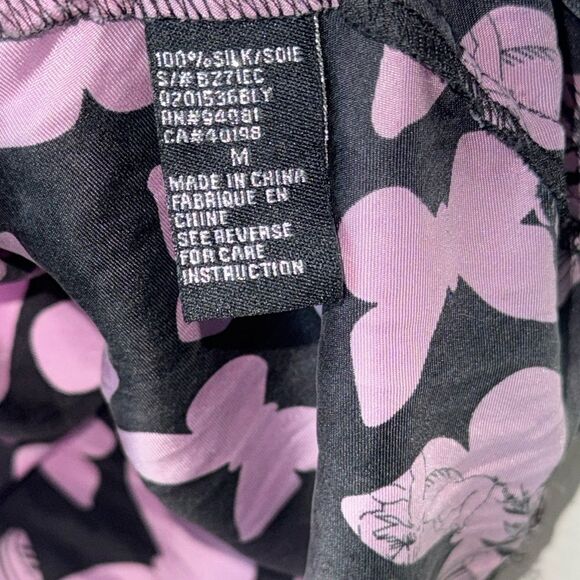 100% SILK/SOIE
S/# BZ71EC
0201536BLY
RN# 94081
CA# 40198
M
MADE IN CHINA
FABRIQUE EN
CHINE
SEE REVERSE
FOR CARE
INSTRUCTION